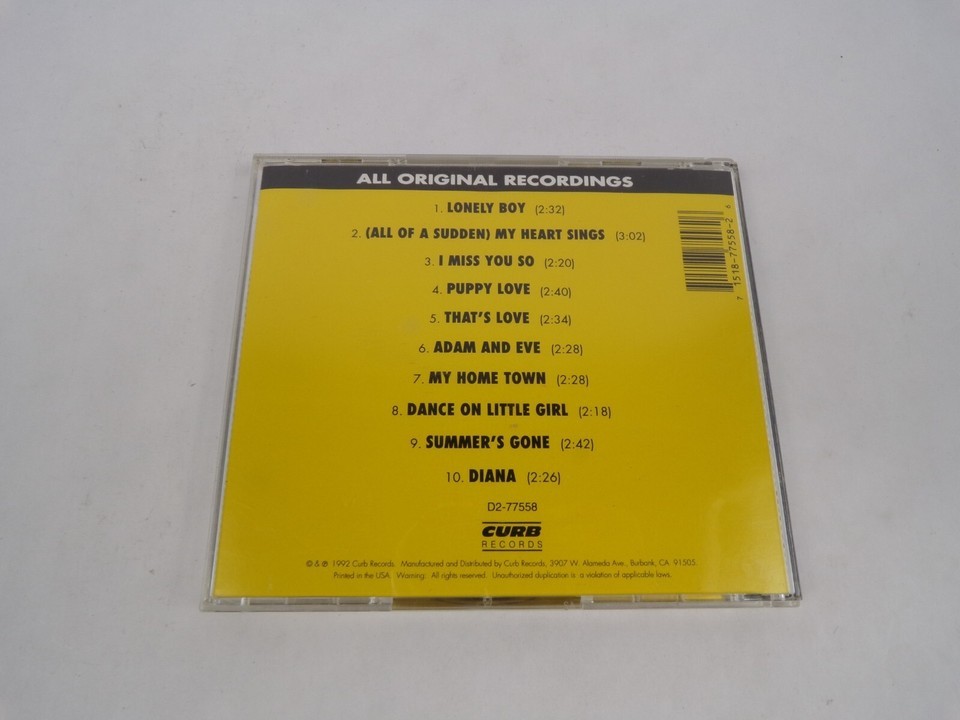 ALL ORIGINAL RECORDINGS
1. LONELY BOY (2:32)
2. (ALL OF A SUDDEN) MY HEART SINGS (3:02)
3. I MISS YOU SO (2:20)
4. PUPPY LOVE (2:40)
5. THAT'S LOVE (2:34)
6. ADAM AND EVE (2:28)
7. MY HOME TOWN (2:28)
8. DANCE ON LITTLE GIRL (2:18)
9. SUMMER'S GONE (2:42)
10. DIANA (2:26)
D2-77558
CURB
RECORDS
© & ℗ 1992 Curb Records. Manufactured and Distributed by Curb Records, 3907 W. Alameda Ave., Burbank, CA 91505.
Printed in the USA. Warning: All rights reserved. Unauthorized duplication is a violation of applicable laws.
7 1518-77558-2 6